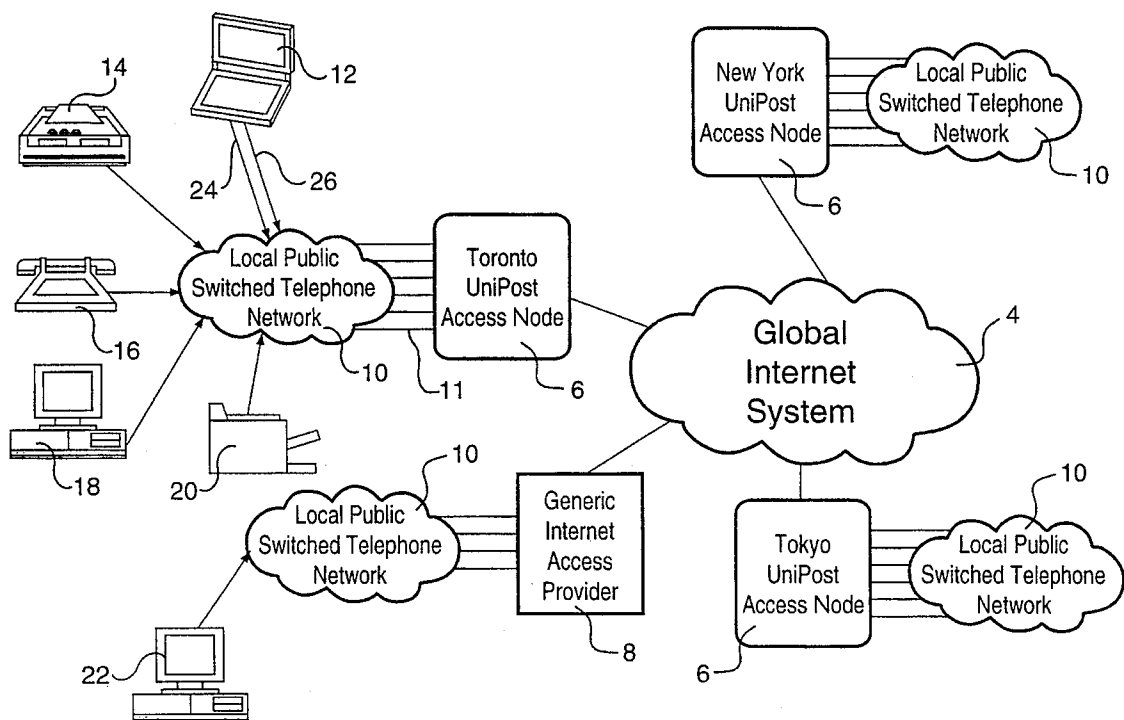 14
12
24
26
Local Public
Switched Telephone
Network
10
11
16
18
20
Toronto
UniPost
Access Node
6
New York
UniPost
Access Node
6
Local Public
Switched Telephone
Network
10
Global
Internet
System
4
10
Local Public
Switched Telephone
Network
22
Generic
Internet
Access
Provider
8
Tokyo
UniPost
Access Node
6
10
Local Public
Switched Telephone
Network